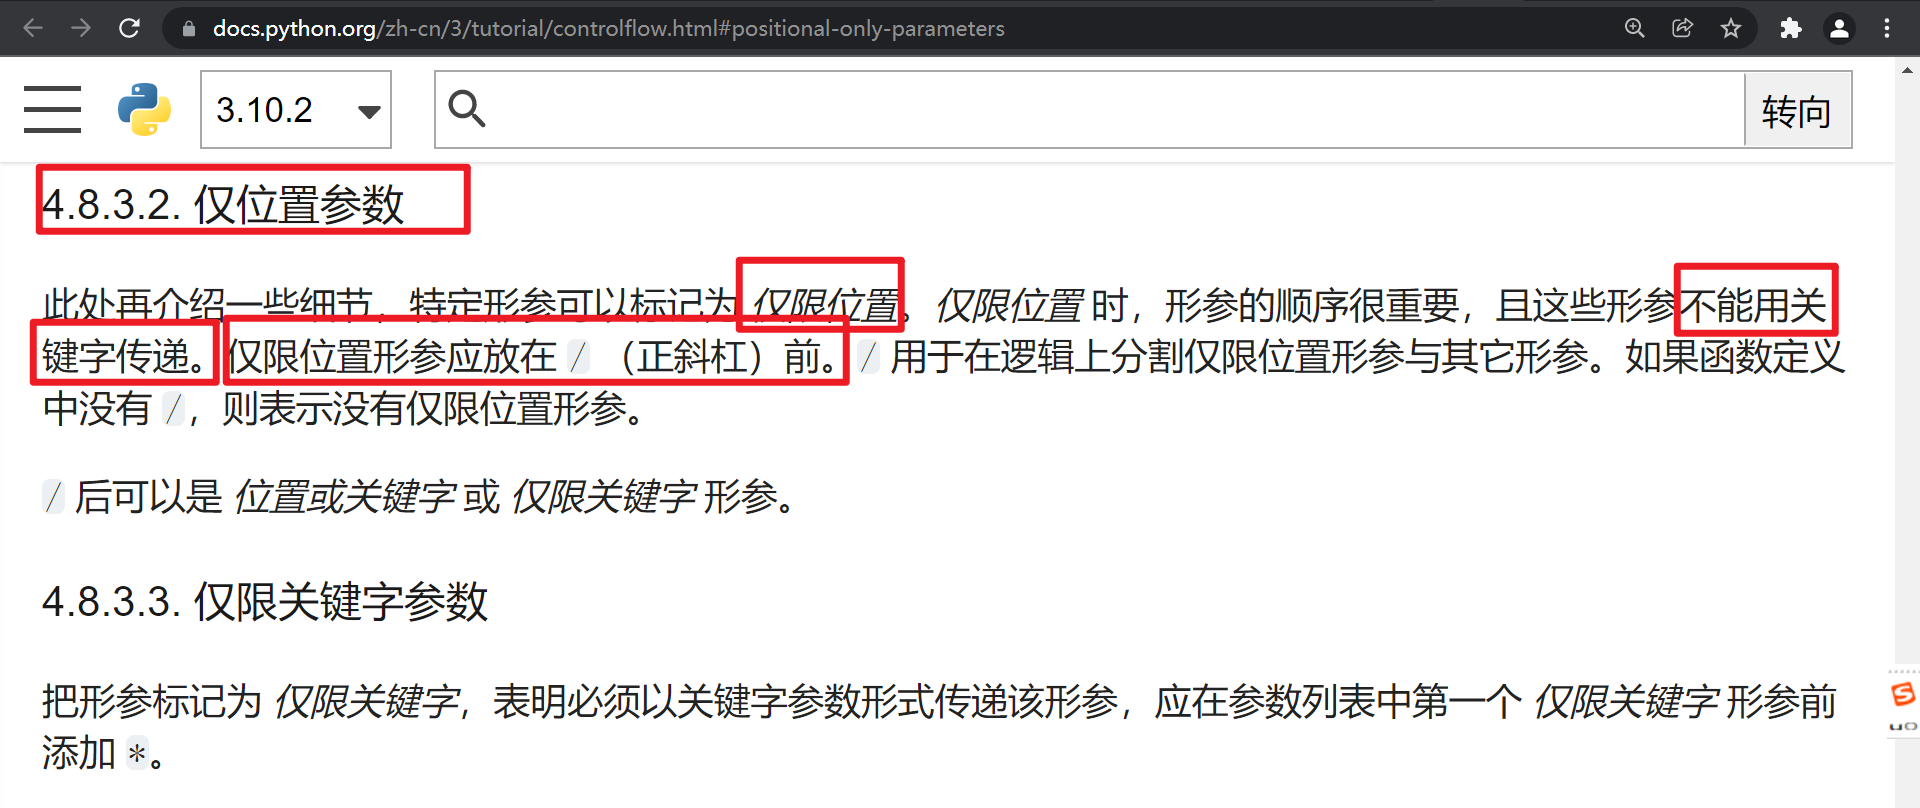 docs.python.org/zh-cn/3/tutorial/controlflow.html#positional-only-parameters
3.10.2
转向
4.8.3.2. 仅位置参数
此处再介绍一些细节，特定形参可以标记为 仅限位置。仅限位置 时，形参的顺序很重要，且这些形参不能用关
键字传递。仅限位置形参应放在 / （正斜杠）前。/ 用于在逻辑上分割仅限位置形参与其它形参。如果函数定义
中没有 /，则表示没有仅限位置形参。
/ 后可以是 位置或关键字 或 仅限关键字 形参。
4.8.3.3. 仅限关键字参数
把形参标记为 仅限关键字，表明必须以关键字参数形式传递该形参，应在参数列表中第一个 仅限关键字 形参前
添加 *。